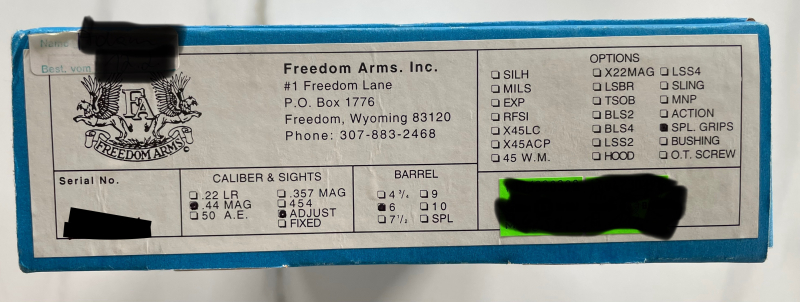 Name
Best. vom
FA
FREEDOM ARMS
Freedom Arms. Inc.
#1 Freedom Lane
P.O. Box 1776
Freedom, Wyoming 83120
Phone: 307-883-2468
OPTIONS
SILH
MILS
EXP
RFSI
X45LC
X45ACP
45 W.M.
X22MAG
LSBR
TSOB
BLS2
BLS4
LSS2
HOOD
LSS4
SLING
MNP
ACTION
SPL. GRIPS
BUSHING
O.T. SCREW
Serial No.
CALIBER & SIGHTS
.22 LR
.44 MAG
50 A.E.
.357 MAG
454
ADJUST
FIXED
BARREL
4 3/4
6
7 1/2
9
10
SPL